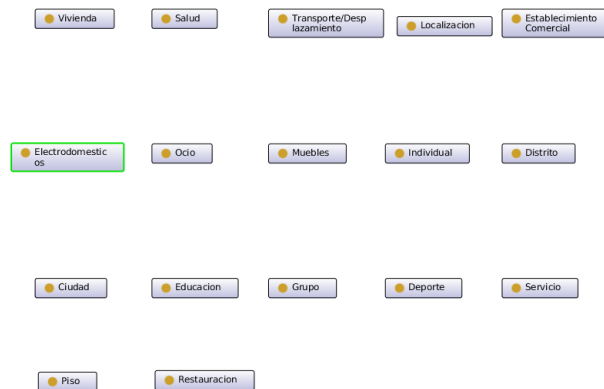 Vivienda
Salud
Transporte/Desp
lazamiento
Localizacion
Establecimiento
Comercial
Electrodomestic
os
Ocio
Muebles
Individual
Distrito
Ciudad
Educacion
Grupo
Deporte
Servicio
Piso
Restauracion